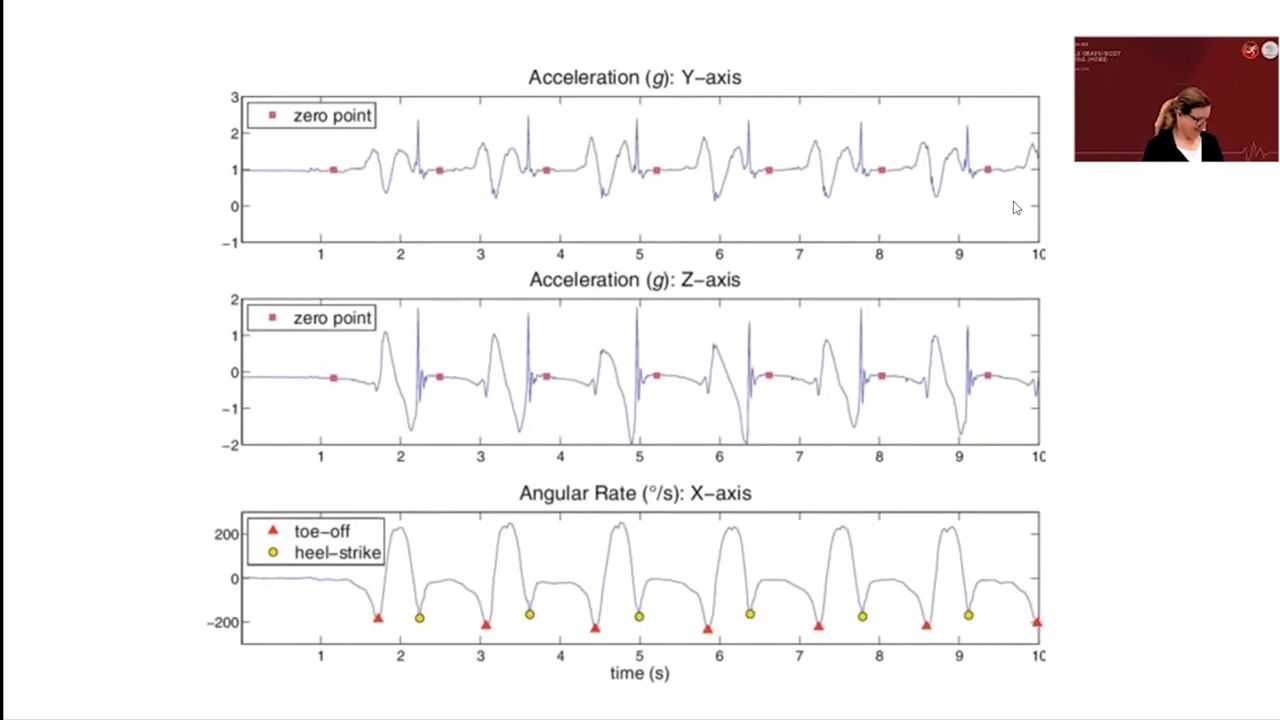 Acceleration (g): Y−axis
3
2
1
0
−1
zero point
1 2 3 4 5 6 7 8 9 10
Acceleration (g): Z−axis
2
1
0
−1
−2
zero point
1 2 3 4 5 6 7 8 9 10
Angular Rate (°/s): X−axis
200
0
−200
toe−off
heel−strike
1 2 3 4 5 6 7 8 9 10
time (s)
BRAIN/BODY